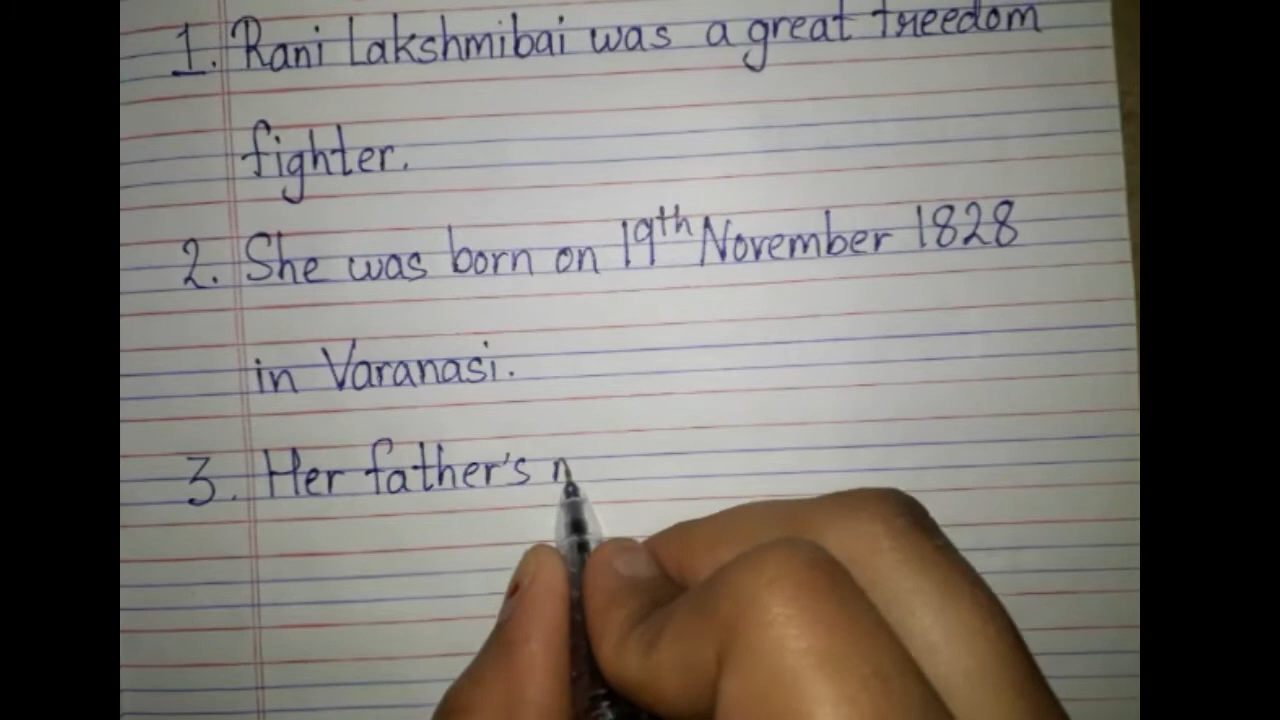 1. Rani Lakshmibai was a great freedom
fighter.
2. She was born on 19th November 1828
in Varanasi.
3. Her father's n